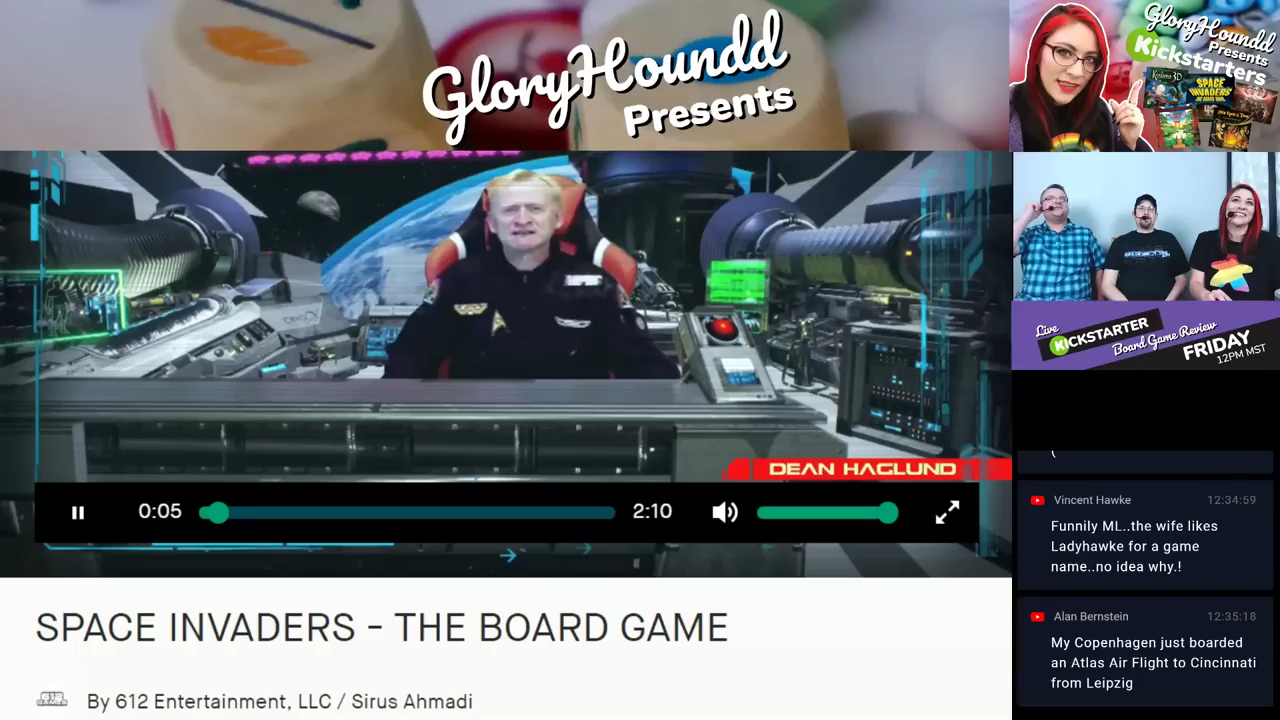 GloryHoundd
Presents
GloryHoundd
Presents
Kickstarters
SPACE
INVADERS
DEAN HAGLUND
0:05
2:10
Live
KICKSTARTER
Board Game Review
FRIDAY
12PM MST
(
Vincent Hawke 12:34:59
Funnily ML..the wife likes
Ladyhawke for a game
name..no idea why.!
Alan Bernstein 12:35:18
My Copenhagen just boarded
an Atlas Air Flight to Cincinnati
from Leipzig
SPACE INVADERS - THE BOARD GAME
612
GAMES
By 612 Entertainment, LLC / Sirus Ahmadi